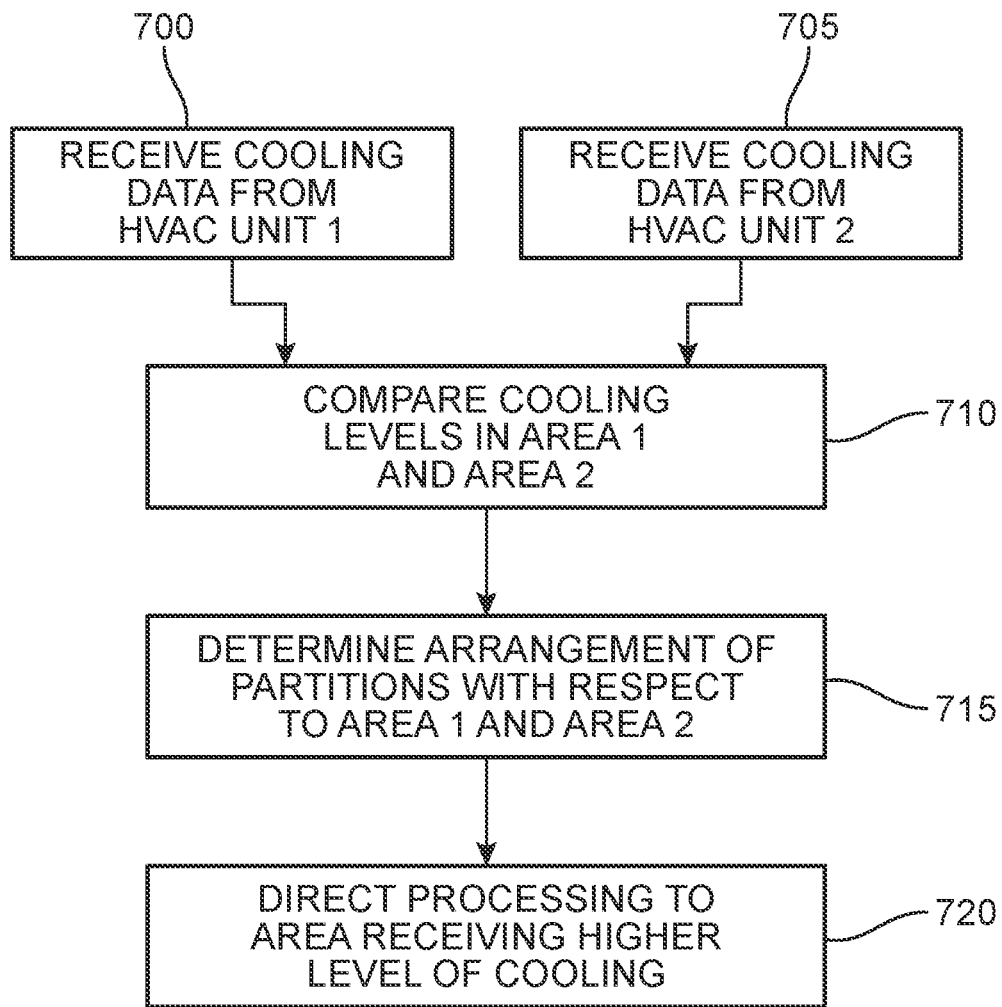 700
705
RECEIVE COOLING
DATA FROM
HVAC UNIT 1
RECEIVE COOLING
DATA FROM
HVAC UNIT 2
COMPARE COOLING
LEVELS IN AREA 1
AND AREA 2
710
DETERMINE ARRANGEMENT OF
PARTITIONS WITH RESPECT
TO AREA 1 AND AREA 2
715
DIRECT PROCESSING TO
AREA RECEIVING HIGHER
LEVEL OF COOLING
720